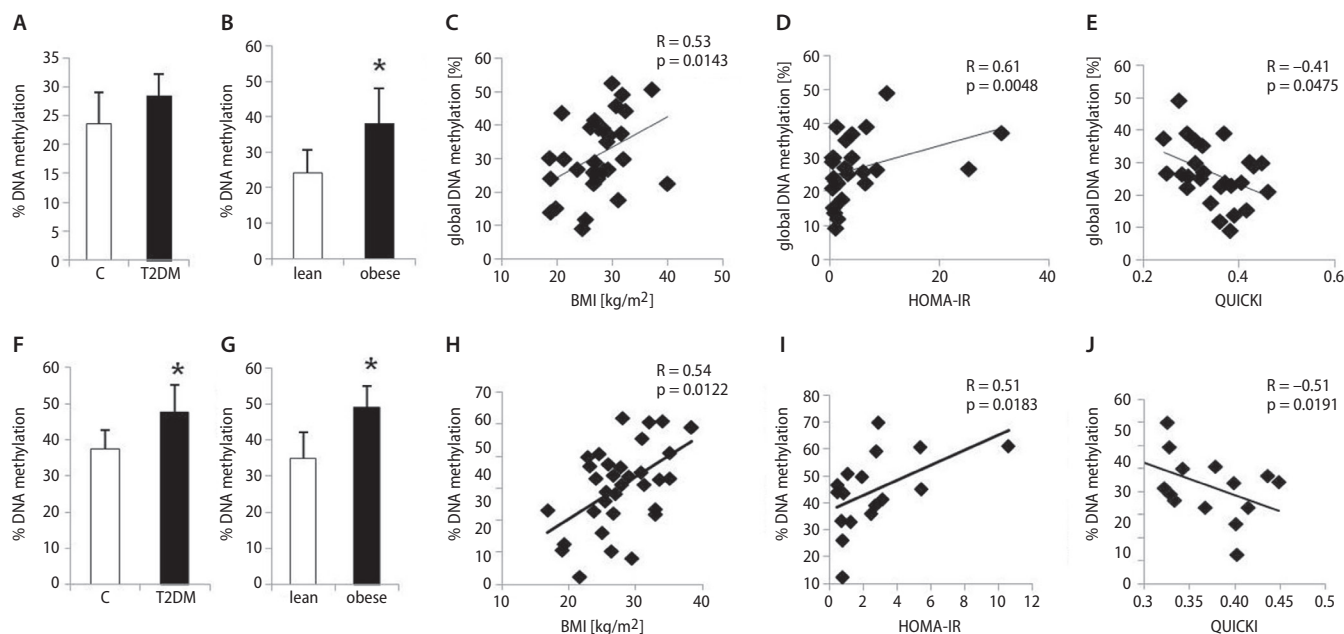 A
% DNA methylation
35
30
25
20
15
10
5
0
C T2DM
B
% DNA methylation
60
50
40
30
20
10
0
*
lean obese
C
global DNA methylation [%]
R = 0.53
p = 0.0143
60
50
40
30
20
10
0
10 20 30 40 50
BMI [kg/m²]
D
global DNA methylation [%]
R = 0.61
p = 0.0048
60
50
40
30
20
10
0
0 20 40
HOMA-IR
E
global DNA methylation [%]
R = –0.41
p = 0.0475
60
50
40
30
20
10
0
0.2 0.4 0.6
QUICKI
F
% DNA methylation
60
50
40
30
20
10
0
*
C T2DM
G
% DNA methylation
60
50
40
30
20
10
0
*
lean obese
H
% DNA methylation
R = 0.54
p = 0.0122
70
60
50
40
30
20
10
0
10 20 30 40
BMI [kg/m²]
I
% DNA methylation
R = 0.51
p = 0.0183
80
70
60
50
40
30
20
10
0 2 4 6 8 10 12
HOMA-IR
J
% DNA methylation
R = –0.51
p = 0.0191
60
50
40
30
20
10
0
0.3 0.35 0.40 0.45 0.50
QUICKI